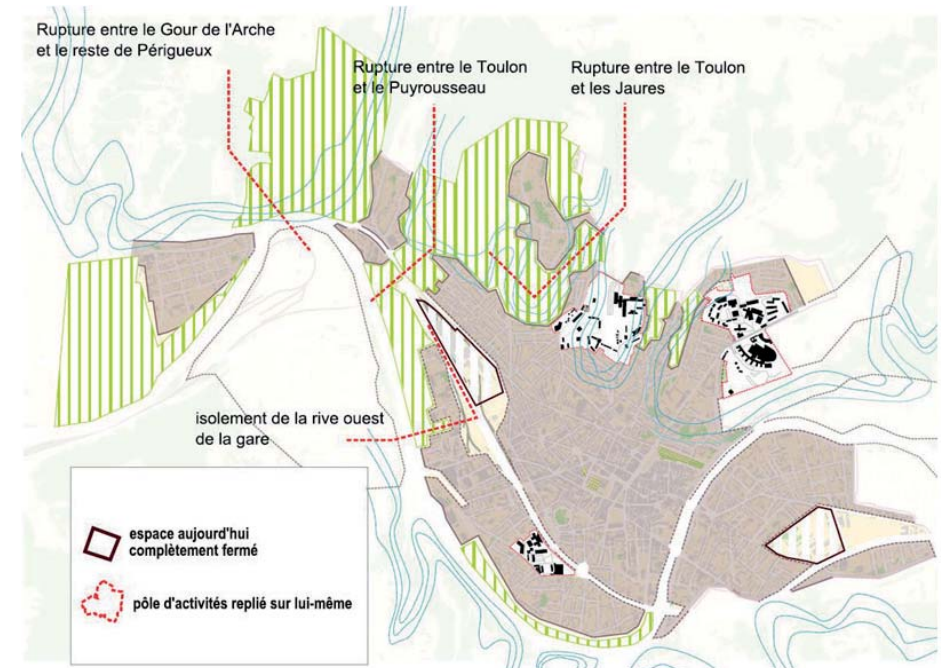 Rupture entre le Gour de l'Arche
et le reste de Périgueux
Rupture entre le Toulon
et le Puyrousseau
Rupture entre le Toulon
et les Jaures
isolement de la rive ouest
de la gare
espace aujourd'hui
complètement fermé
pôle d'activités replié sur lui-même